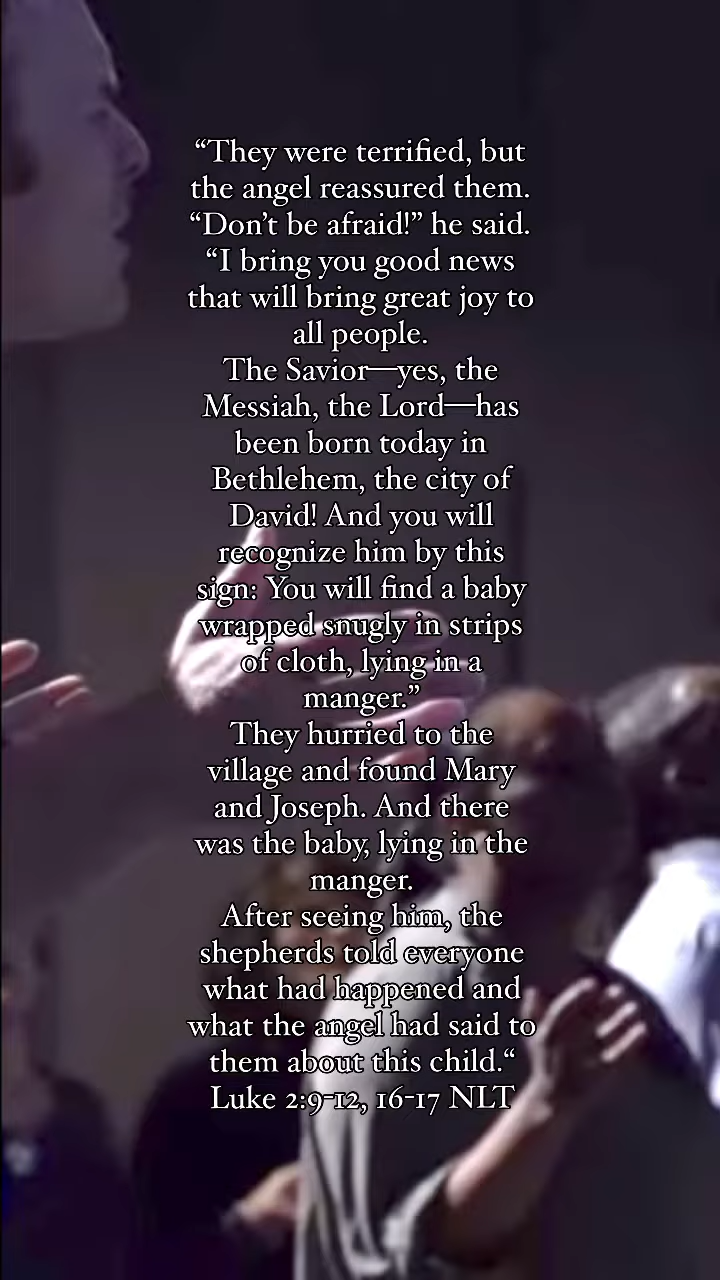 “They were terrified, but
the angel reassured them.
“Don’t be afraid!” he said.
“I bring you good news
that will bring great joy to
all people.
The Savior—yes, the
Messiah, the Lord—has
been born today in
Bethlehem, the city of
David! And you will
recognize him by this
sign: You will find a baby
wrapped snugly in strips
of cloth, lying in a
manger.”
They hurried to the
village and found Mary
and Joseph. And there
was the baby, lying in the
manger.
After seeing him, the
shepherds told everyone
what had happened and
what the angel had said to
them about this child.“
Luke 2:9-12, 16-17 NLT